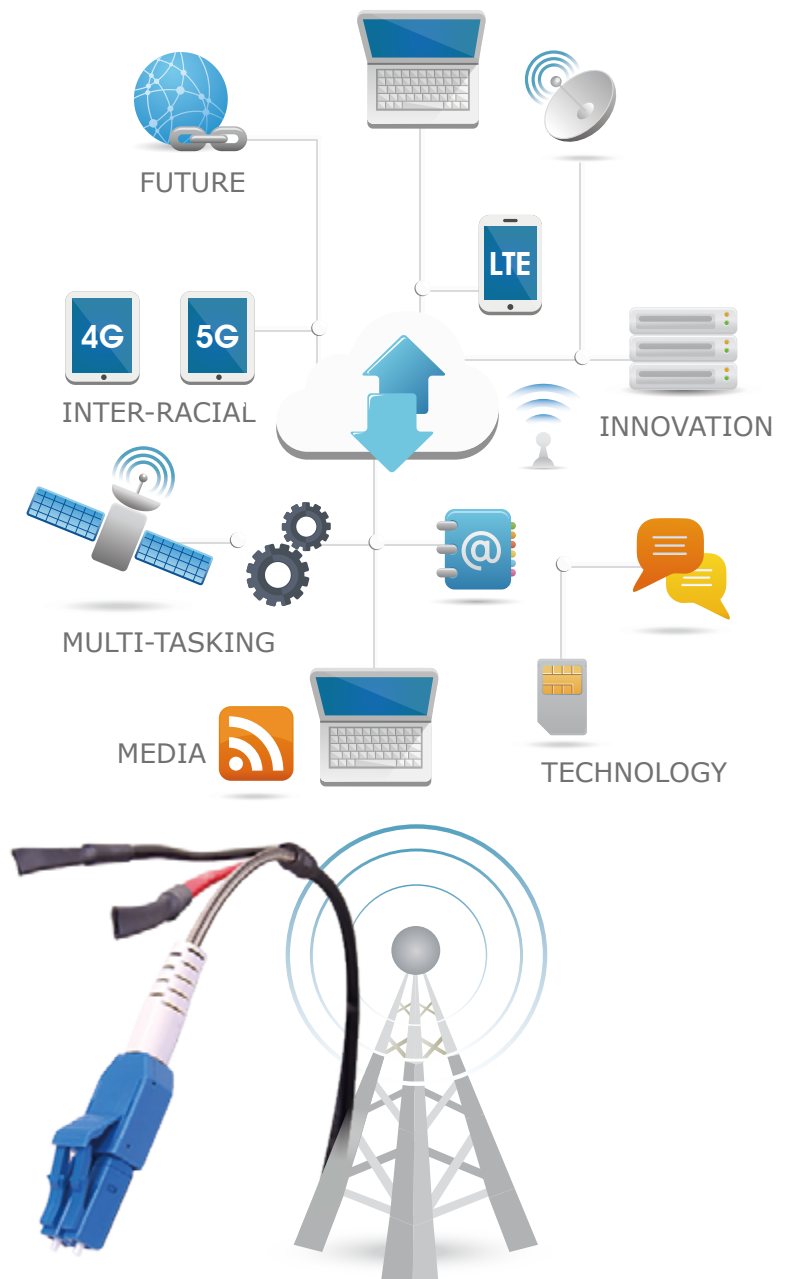 FUTURE
LTE
4G
5G
INTER-RACIAL
INNOVATION
@
MULTI-TASKING
MEDIA
TECHNOLOGY